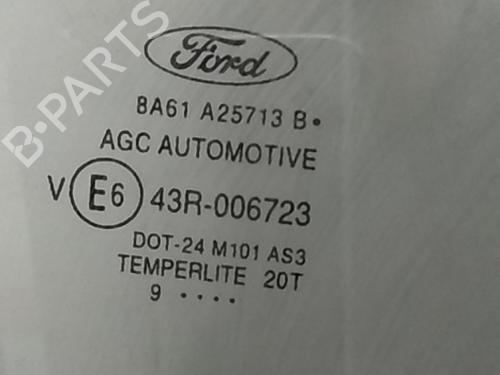 B-PARTS
Ford
8A61 A25713 B•
AGC AUTOMOTIVE
V E6 43R-006723
DOT-24 M101 AS3
TEMPERLITE 20T
9 ••••